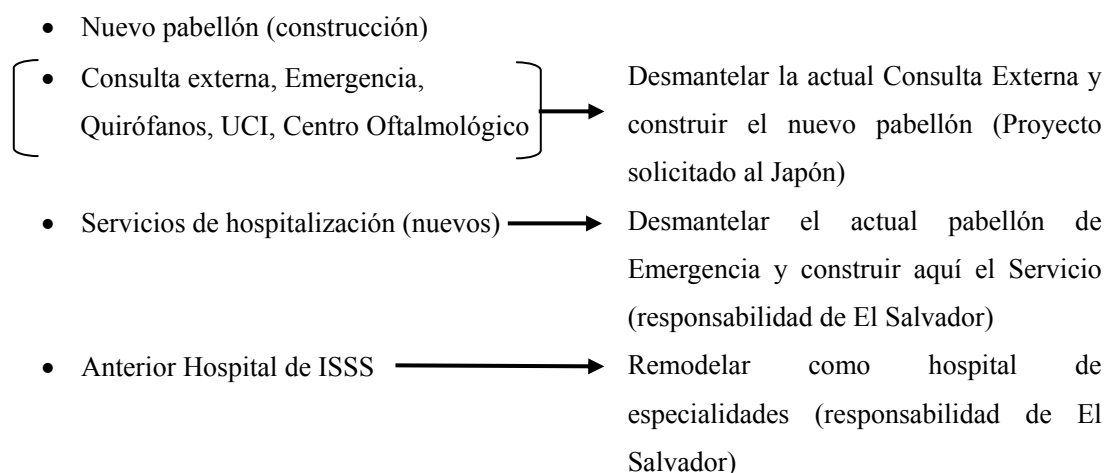 • Nuevo pabellón (construcción)
• Consulta externa, Emergencia,
Quirófanos, UCI, Centro Oftalmológico
Desmantelar la actual Consulta Externa y
construir el nuevo pabellón (Proyecto
solicitado al Japón)
• Servicios de hospitalización (nuevos)
Desmantelar el actual pabellón de
Emergencia y construir aquí el Servicio
(responsabilidad de El Salvador)
• Anterior Hospital de ISSS
Remodelar como hospital de
especialidades (responsabilidad de El
Salvador)